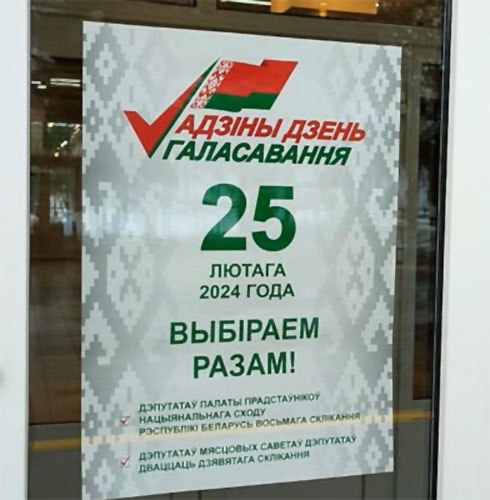 АДЗІНЫ ДЗЕНЬ
ГАЛАСАВАННЯ
25
ЛЮТАГА
2024 ГОДА
ВЫБІРАЕМ
РАЗАМ!
ДЭПУТАТАЎ ПАЛАТЫ ПРАДСТАЎНІКОЎ
НАЦЫЯНАЛЬНАГА СХОДУ
РЭСПУБЛІКІ БЕЛАРУСЬ ВОСЬМАГА СКЛІКАННЯ
ДЭПУТАТАЎ МЯСЦОВЫХ САВЕТАЎ ДЭПУТАТАЎ
ДВАЦЦАЦЬ ДЗЯВЯТАГА СКЛІКАННЯ